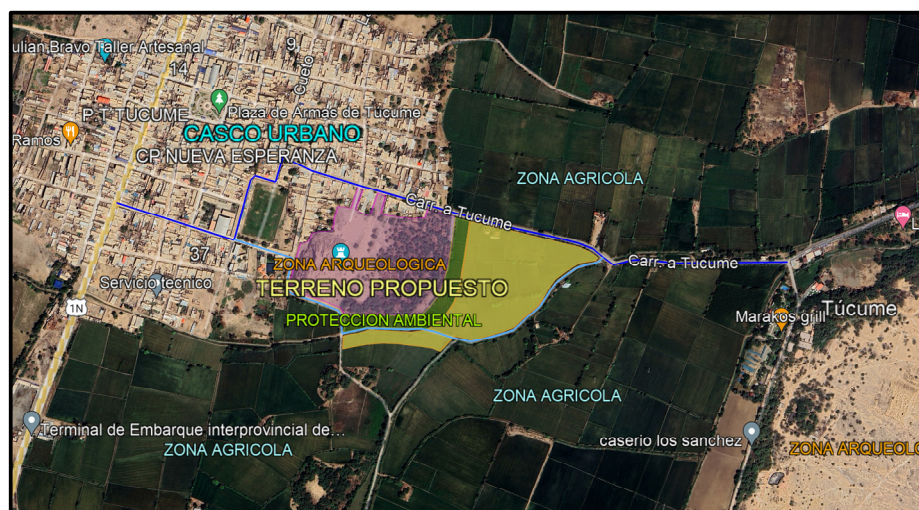 ulian Bravo Taller Artesanal
9
14
Cueto
P-T TUCUME
Plaza de Armas de Túcume
Ramos
CASCO URBANO
CP NUEVA ESPERANZA
ZONA AGRICOLA
Carr. a Tucume
L
37
ZONA ARQUEOLOGICA
Carr. a Tucume
Servicio tecnico
TERRENO PROPUESTO
1N
PROTECCION AMBIENTAL
Túcume
Marakos grill
ZONA AGRICOLA
Terminal de Embarque interprovincial de...
caserio los sanchez
ZONA AGRICOLA
ZONA ARQUEOLO